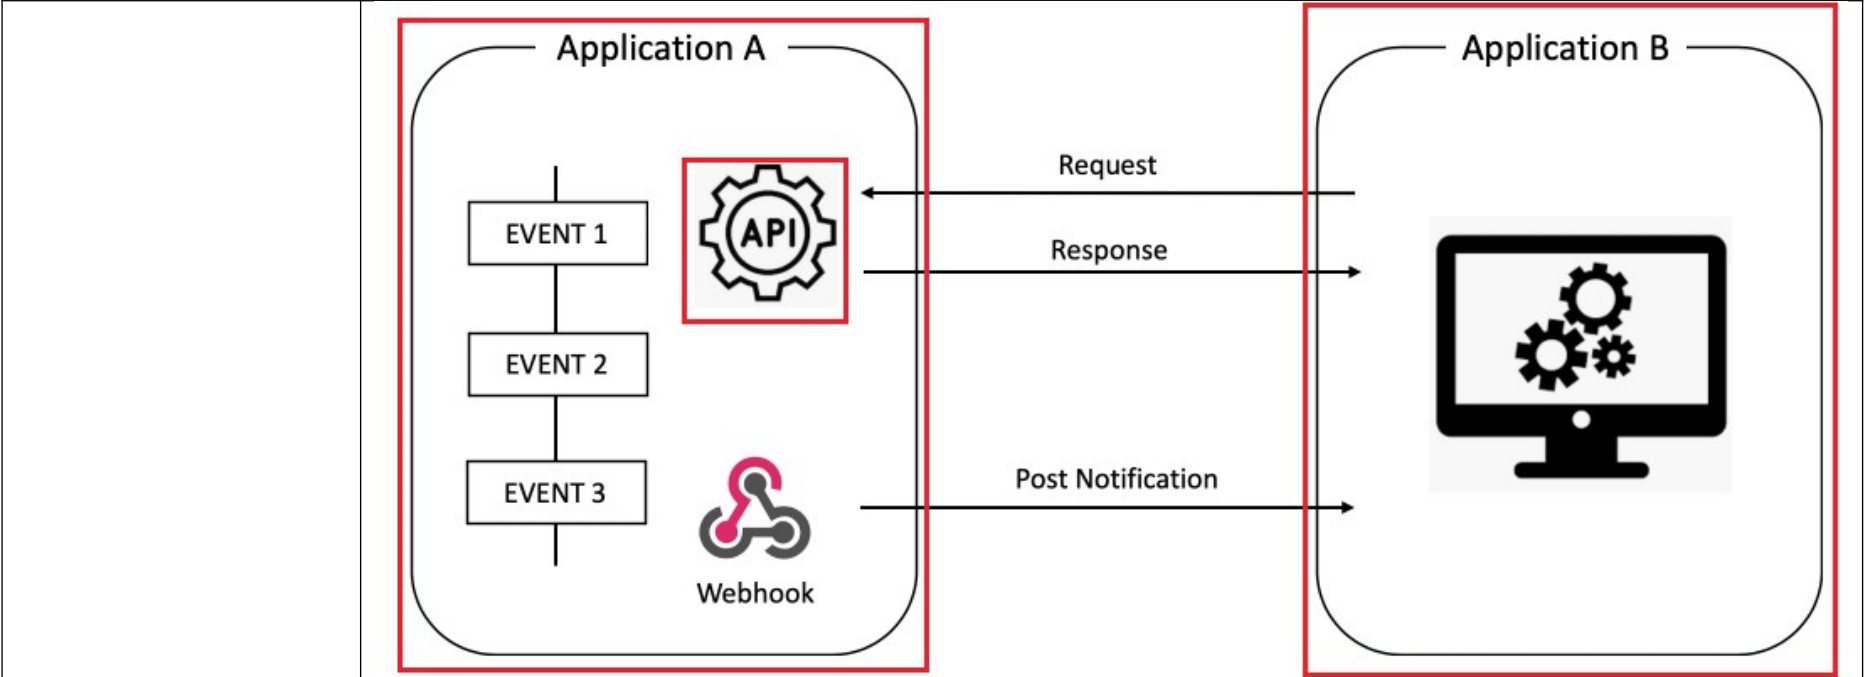 Application A
Application B
Request
API
EVENT 1
Response
EVENT 2
Post Notification
EVENT 3
Webhook